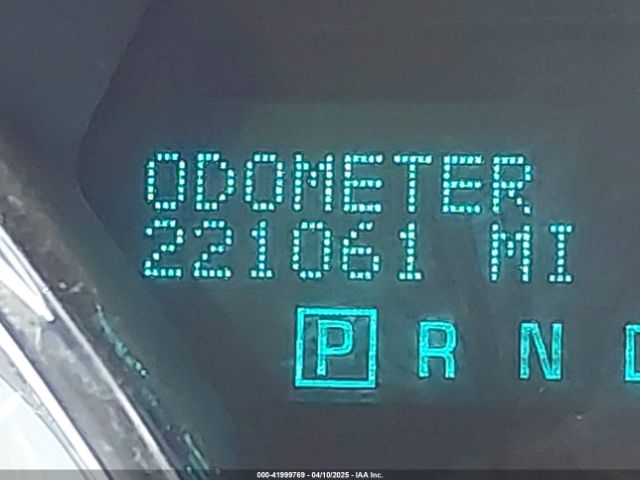 ODOMETER
221061 MI
P R N
000-41999769 - 04/10/2025 - IAA Inc.